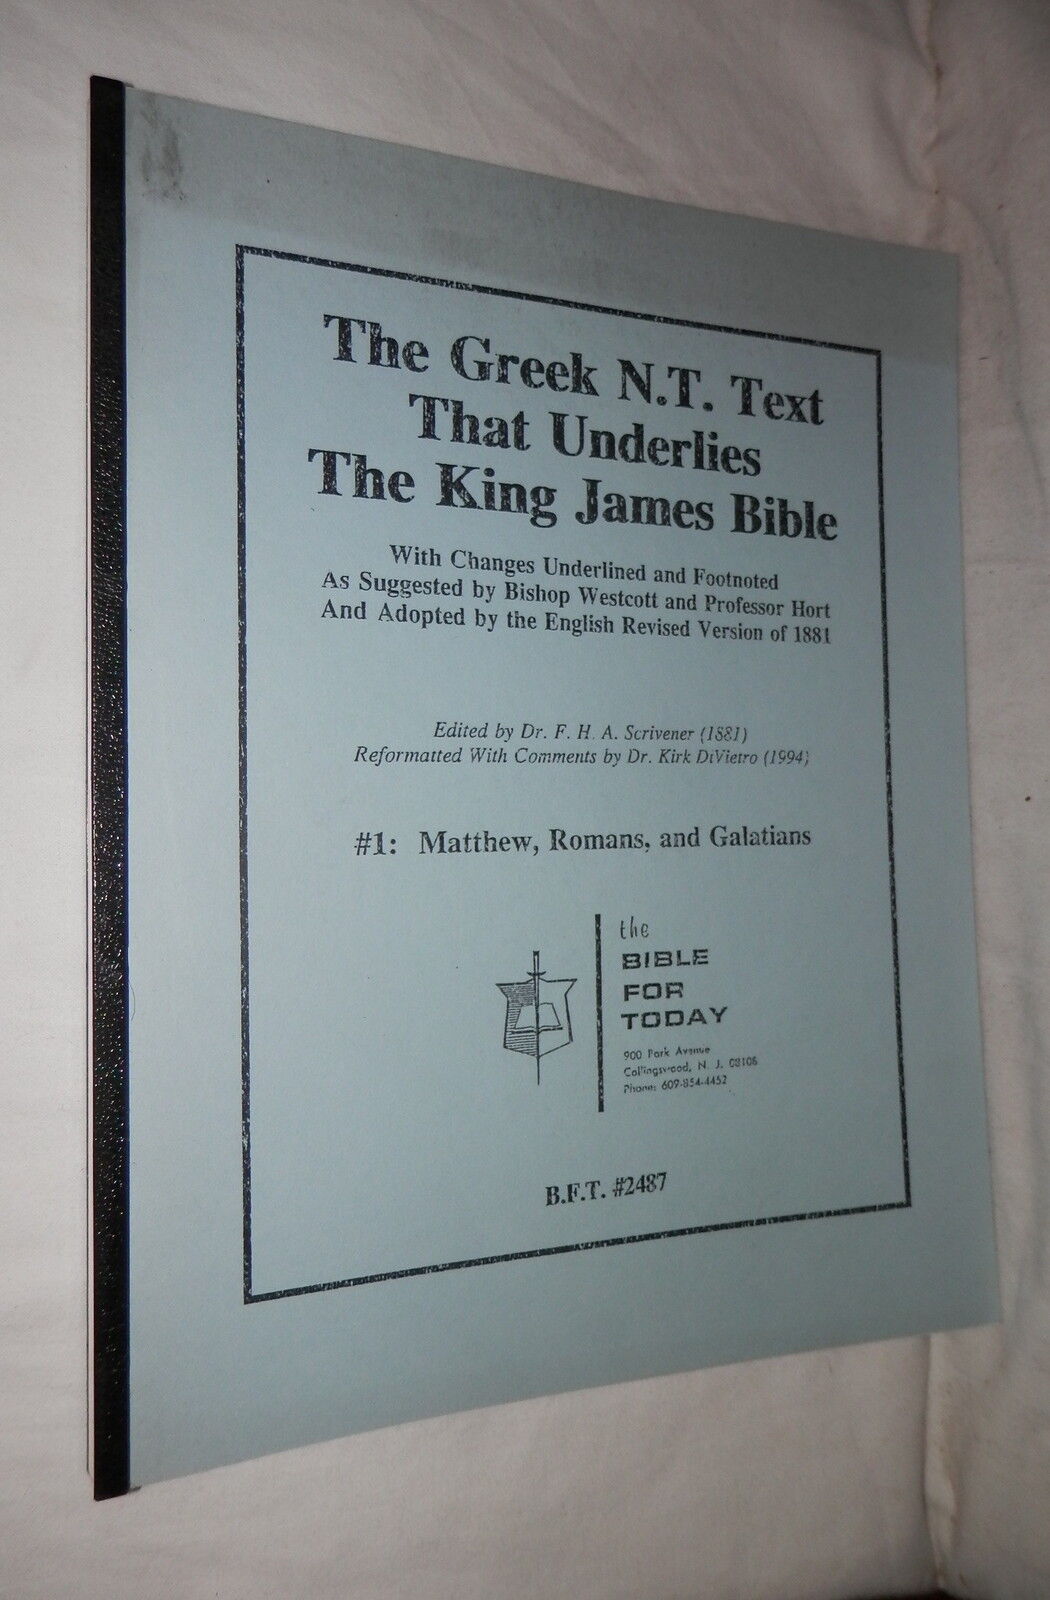 The Greek N.T. Text
That Underlies
The King James Bible
With Changes Underlined and Footnoted
As Suggested by Bishop Westcott and Professor Hort
And Adopted by the English Revised Version of 1881
Edited by Dr. F. H. A. Scrivener (1881)
Reformatted With Comments by Dr. Kirk DiVietro (1994)
#1: Matthew, Romans, and Galatians
the
BIBLE
FOR
TODAY
900 Park Avenue
Collingswood, N. J. 08108
Phone: 609-854-4452
B.F.T. #2487